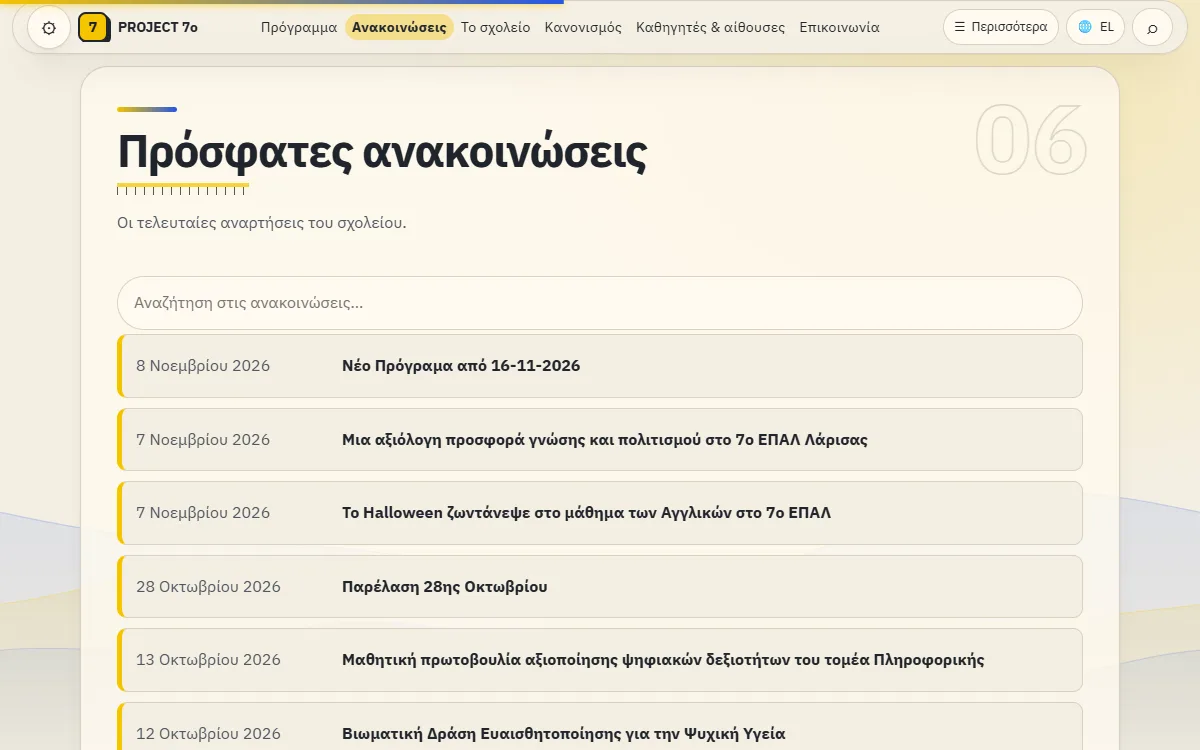 7 PROJECT 7ο Πρόγραμμα Ανακοινώσεις Το σχολείο Κανονισμός Καθηγητές & αίθουσες Επικοινωνία ☰ Περισσότερα 🌐 EL
06
Πρόσφατες ανακοινώσεις
Οι τελευταίες αναρτήσεις του σχολείου.
Αναζήτηση στις ανακοινώσεις...
8 Νοεμβρίου 2026 Νέο Πρόγραμα από 16-11-2026
7 Νοεμβρίου 2026 Μια αξιόλογη προσφορά γνώσης και πολιτισμού στο 7ο ΕΠΑΛ Λάρισας
7 Νοεμβρίου 2026 Το Halloween ζωντάνεψε στο μάθημα των Αγγλικών στο 7ο ΕΠΑΛ
28 Οκτωβρίου 2026 Παρέλαση 28ης Οκτωβρίου
13 Οκτωβρίου 2026 Μαθητική πρωτοβουλία αξιοποίησης ψηφιακών δεξιοτήτων του τομέα Πληροφορικής
12 Οκτωβρίου 2026 Βιωματική Δράση Ευαισθητοποίησης για την Ψυχική Υγεία